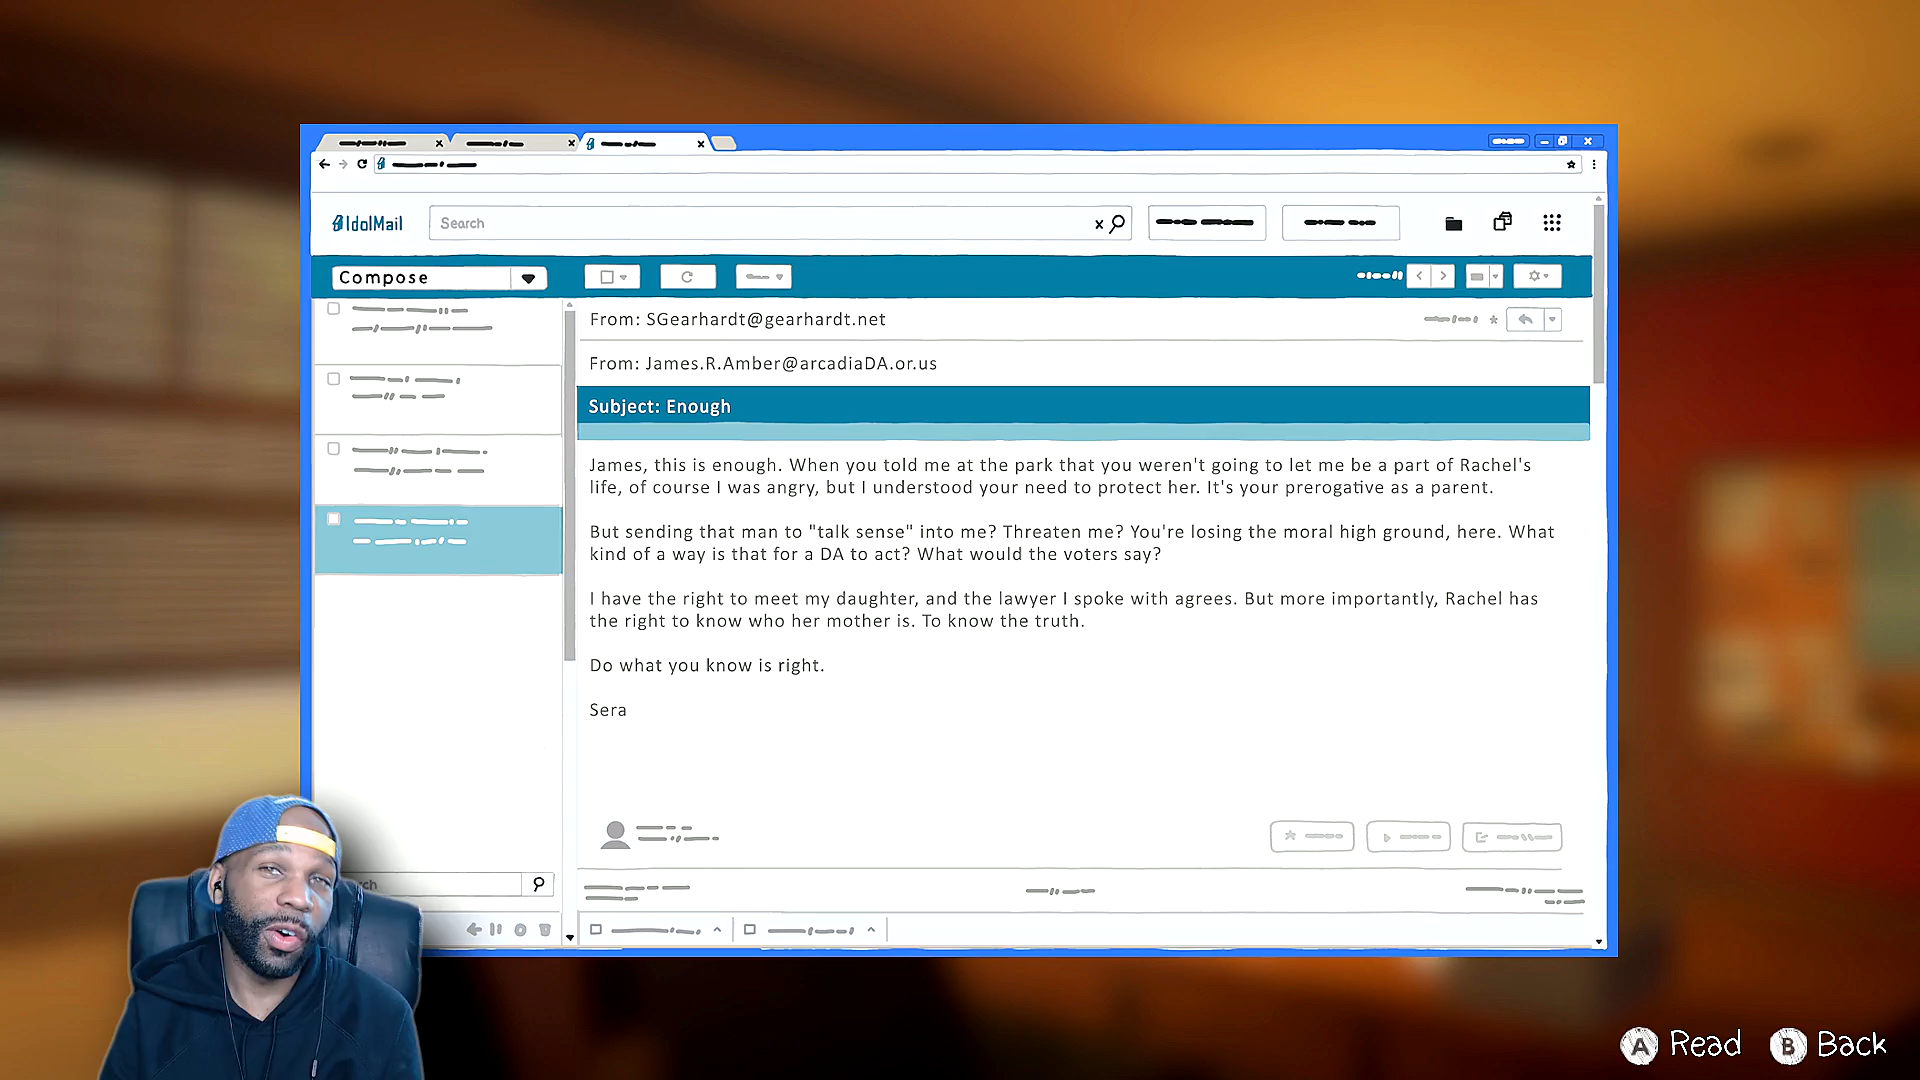 IdolMail
Search
Compose
From: SGearhardt@gearhardt.net
From: James.R.Amber@arcadiaDA.or.us
Subject: Enough
James, this is enough. When you told me at the park that you weren't going to let me be a part of Rachel's
life, of course I was angry, but I understood your need to protect her. It's your prerogative as a parent.
But sending that man to "talk sense" into me? Threaten me? You're losing the moral high ground, here. What
kind of a way is that for a DA to act? What would the voters say?
I have the right to meet my daughter, and the lawyer I spoke with agrees. But more importantly, Rachel has
the right to know who her mother is. To know the truth.
Do what you know is right.
Sera
ch
A Read B Back